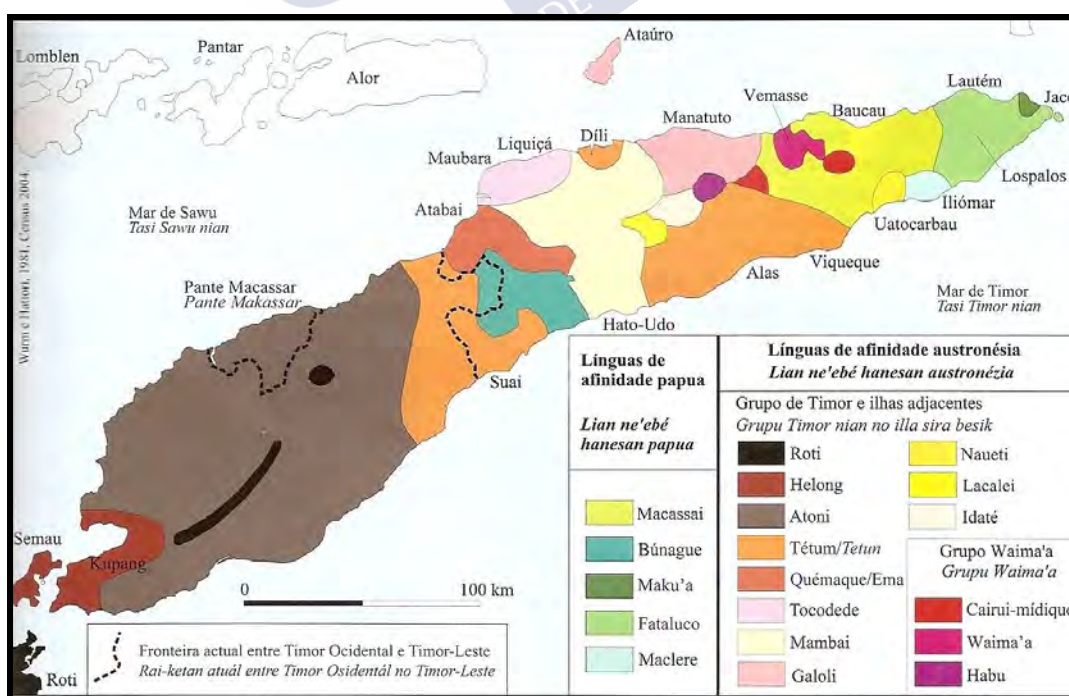 DE
Lomblen
Pantar
Alor
Ataúro
Vemasse
Baucau
Lautém
Jaco
Manatuto
Díli
Liquiçá
Maubara
Lospalos
Iliómar
Uatocarbau
Atabai
Mar de Sawu
Tasi Sawu nian
Viqueque
Alas
Pante Macassar
Pante Makassar
Mar de Timor
Tasi Timor nian
Hato-Udo
Suai
Wurm e Hattori, 1981, Census 2004.
Semau
Kupang
0
100 km
Roti
Fronteira actual entre Timor Ocidental e Timor-Leste
Rai-ketan atuál entre Timor Osidentál no Timor-Leste
Línguas de
afinidade papua
Lian ne'ebé
hanesan papua
Macassai
Búnague
Maku'a
Fataluco
Maclere
Línguas de afinidade austronésia
Lian ne'ebé hanesan austronézia
Grupo de Timor e ilhas adjacentes
Grupu Timor nian no illa sira besik
Roti
Helong
Atoni
Tétum/Tetun
Quémaque/Ema
Tocodede
Mambai
Galoli
Naueti
Lacalei
Idaté
Grupo Waima'a
Grupu Waima'a
Cairui-mídique
Waima'a
Habu